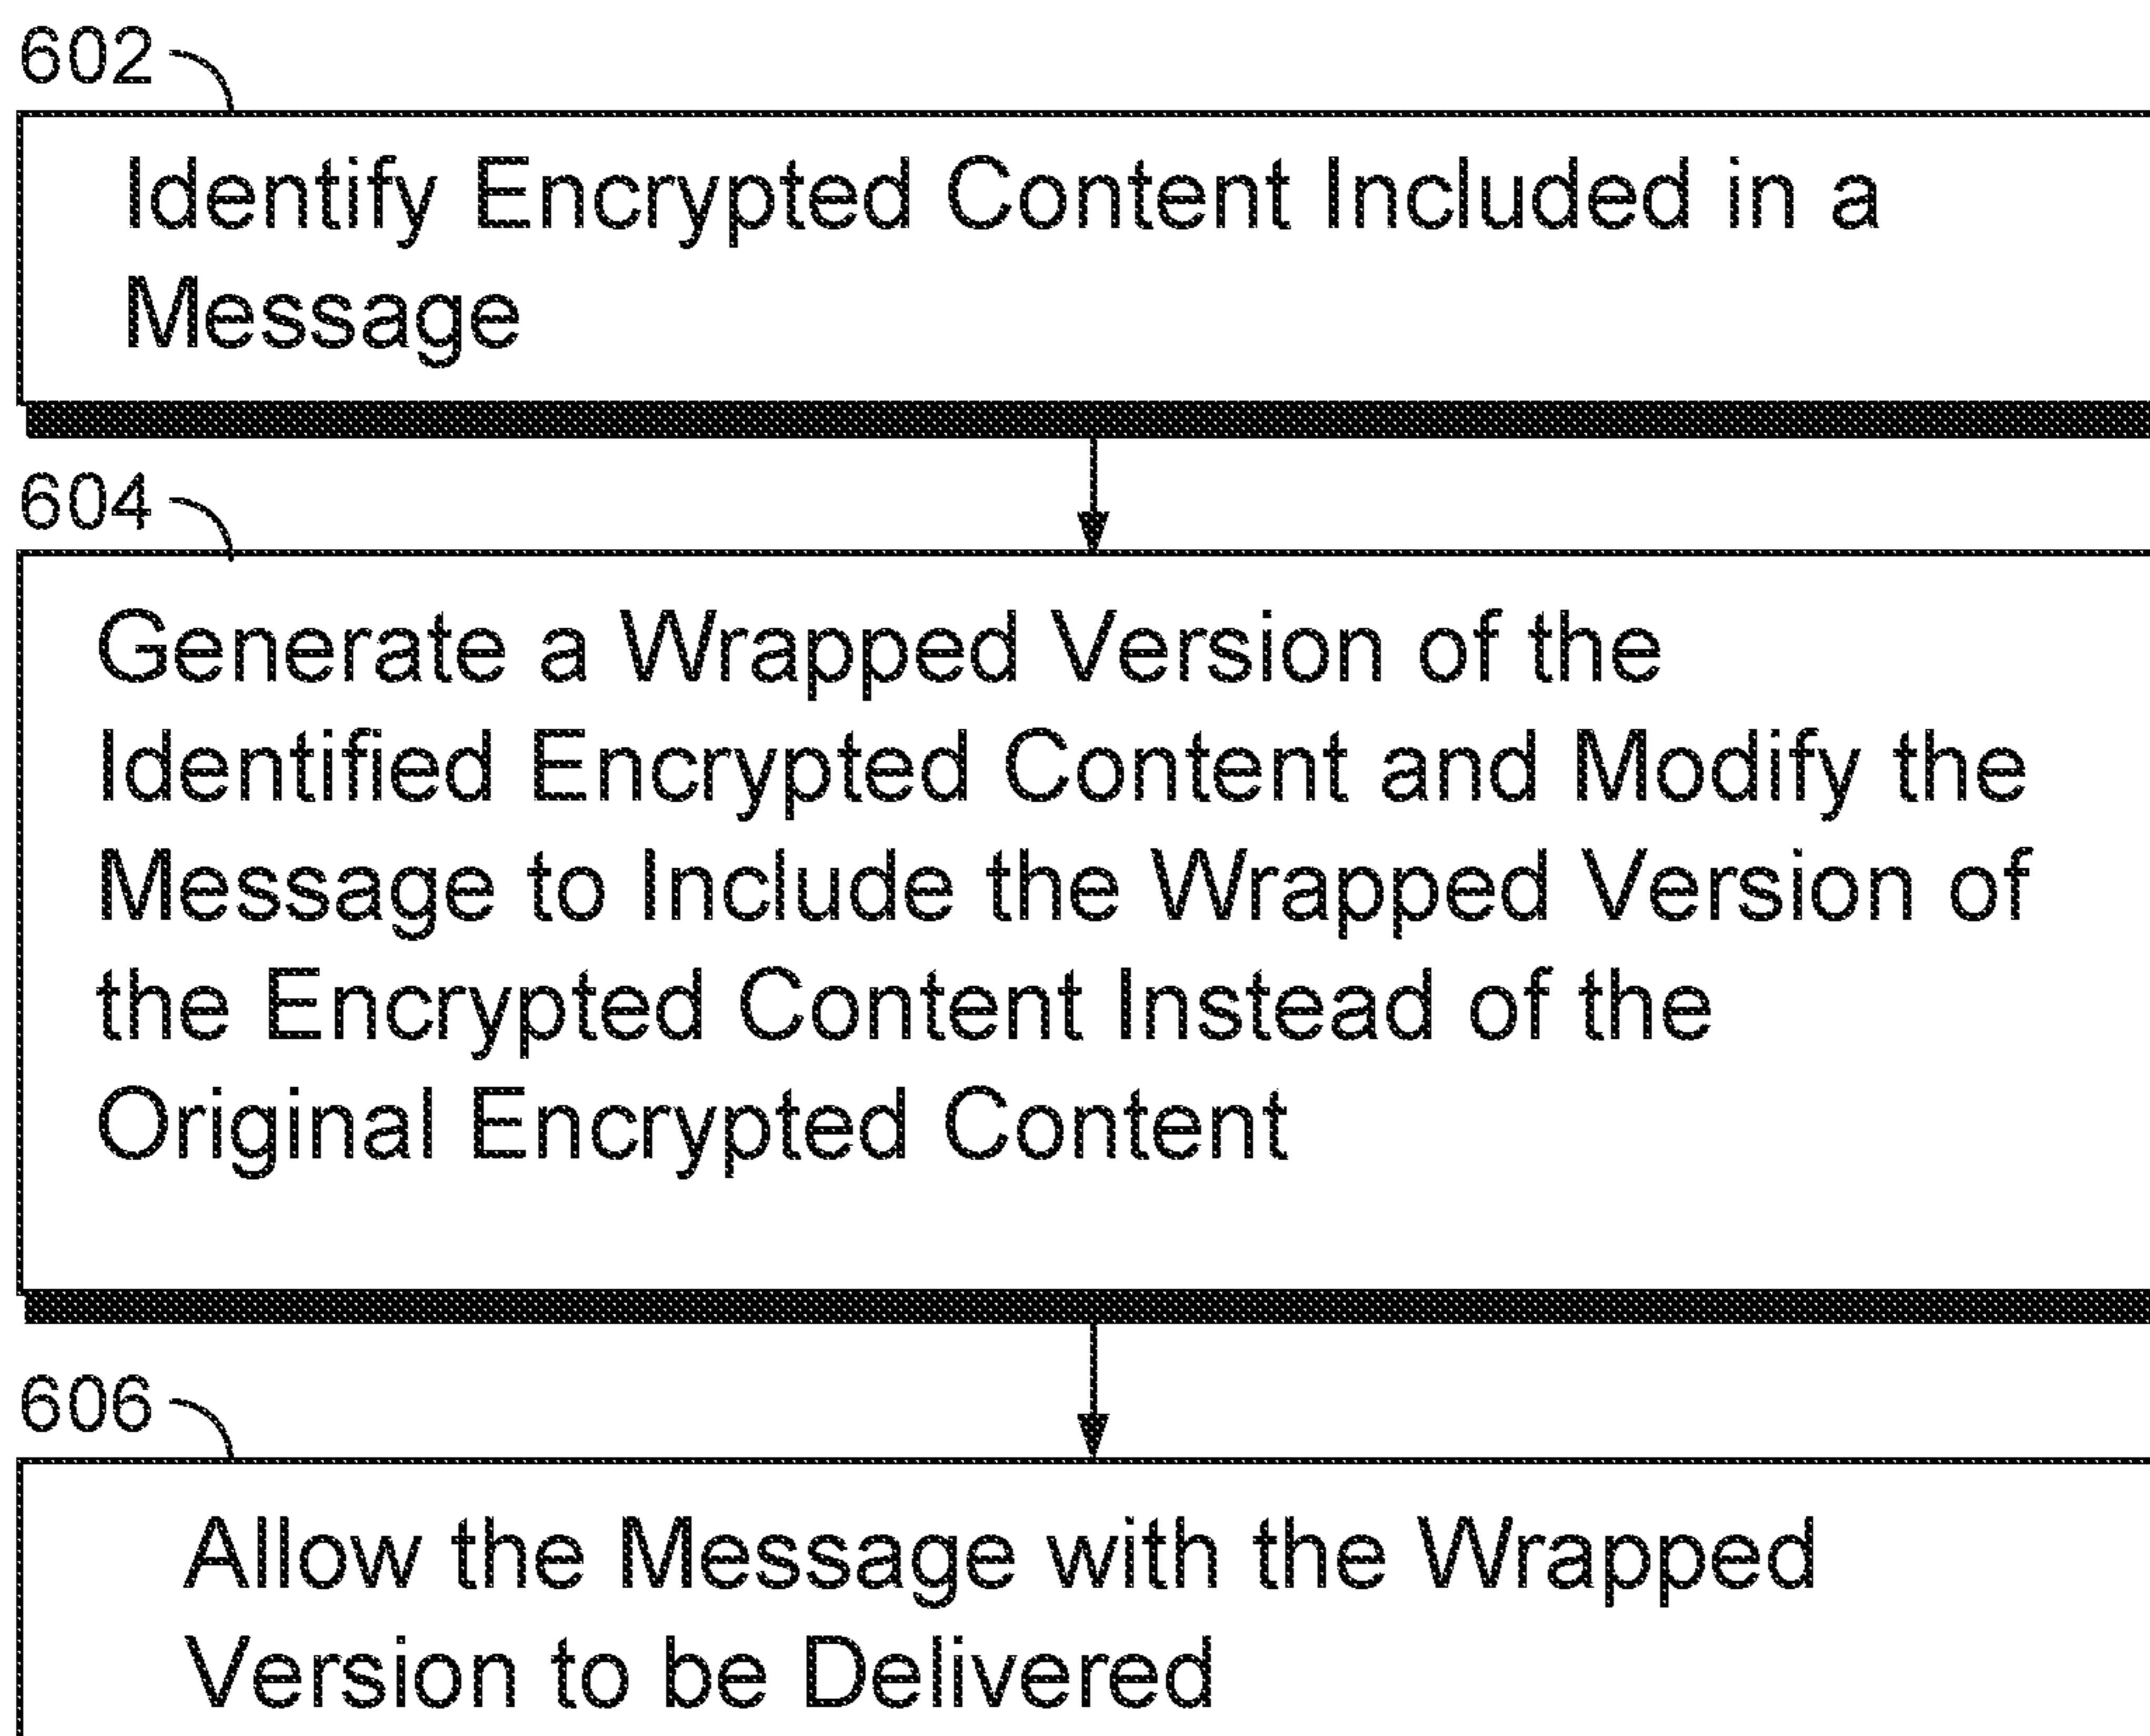 602
Identify Encrypted Content Included in a
Message
604
Generate a Wrapped Version of the
Identified Encrypted Content and Modify the
Message to Include the Wrapped Version of
the Encrypted Content Instead of the
Original Encrypted Content
606
Allow the Message with the Wrapped
Version to be Delivered